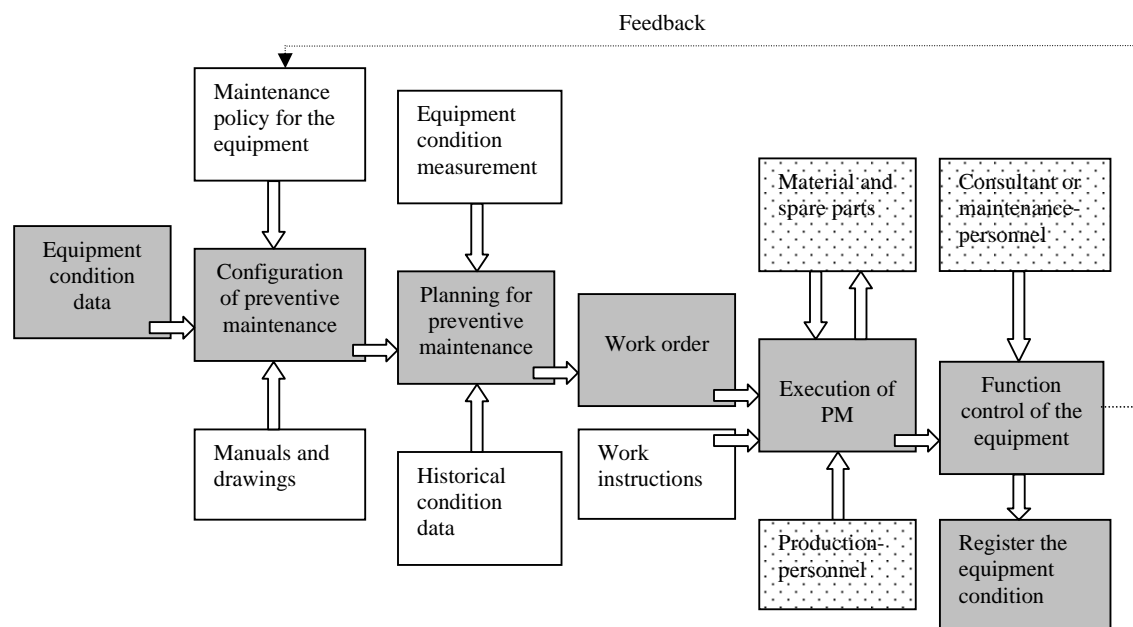 Feedback
Maintenance
policy for the
equipment
Equipment
condition
measurement
Material and
spare parts
Consultant or
maintenance-
personnel
Equipment
condition
data
Configuration
of preventive
maintenance
Planning for
preventive
maintenance
Work order
Execution of
PM
Function
control of the
equipment
Manuals and
drawings
Historical
condition
data
Work
instructions
Production-
personnel
Register the
equipment
condition